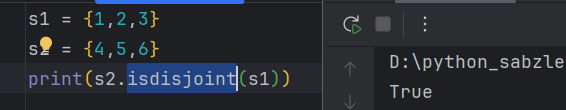 s1 = {1,2,3}
s2 = {4,5,6}
print(s2.isdisjoint(s1))
D:\python_sabzle
True